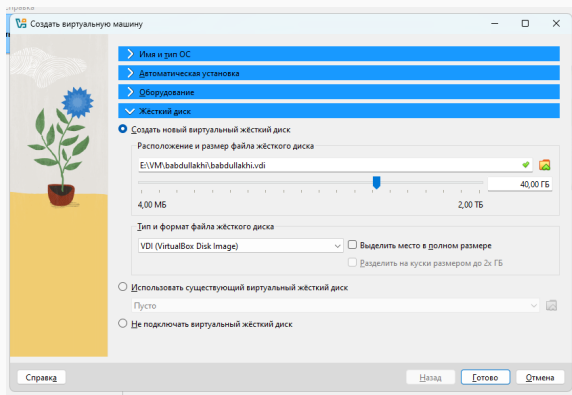 Справка
Создать виртуальную машину
Имя и тип ОС
Автоматическая установка
Оборудование
Жёсткий диск
Создать новый виртуальный жёсткий диск
Расположение и размер файла жёсткого диска
E:\VM\babdullakhi\babdullakhi.vdi
40,00 ГБ
4,00 МБ 2,00 ТБ
Тип и формат файла жёсткого диска
VDI (VirtualBox Disk Image) Выделить место в полном размере
Разделить на куски размером до 2х ГБ
Использовать существующий виртуальный жёсткий диск
Пусто
Не подключать виртуальный жёсткий диск
Справка Назад Готово Отмена